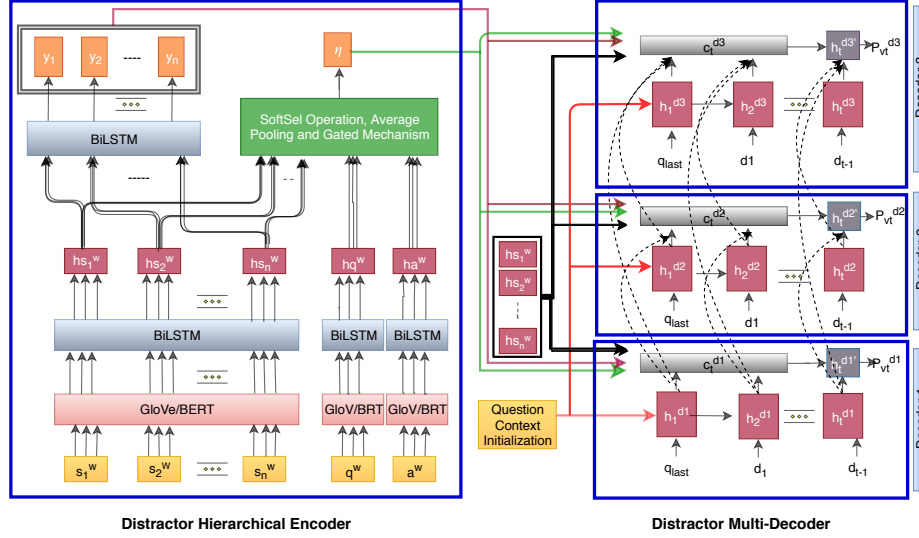 y₁ y₂ ---- yₙ
η
BiLSTM
SoftSel Operation, Average
Pooling and Gated Mechanism
----- - -
hs₁ʷ hs₂ʷ hsₙʷ hqʷ haʷ
BiLSTM BiLSTM BiLSTM
GloVe/BERT GloV/BRT GloV/BRT
s₁ʷ s₂ʷ sₙʷ qʷ aʷ
Distractor Hierarchical Encoder
hs₁ʷ
hs₂ʷ
hsₙʷ
Question
Context
Initialization
cₜᵈ³ hₜᵈ³' Pᵥₜᵈ³
h₁ᵈ³ h₂ᵈ³ hₜᵈ³
qₗₐₛₜ d1 dₜ₋₁
cₜᵈ² hₜᵈ²' Pᵥₜᵈ²
h₁ᵈ² h₂ᵈ² hₜᵈ²
qₗₐₛₜ d1 dₜ₋₁
cₜᵈ¹ hₜᵈ¹' Pᵥₜᵈ¹
h₁ᵈ¹ h₂ᵈ¹ hₜᵈ¹
qₗₐₛₜ d₁ dₜ₋₁
Distractor Multi-Decoder